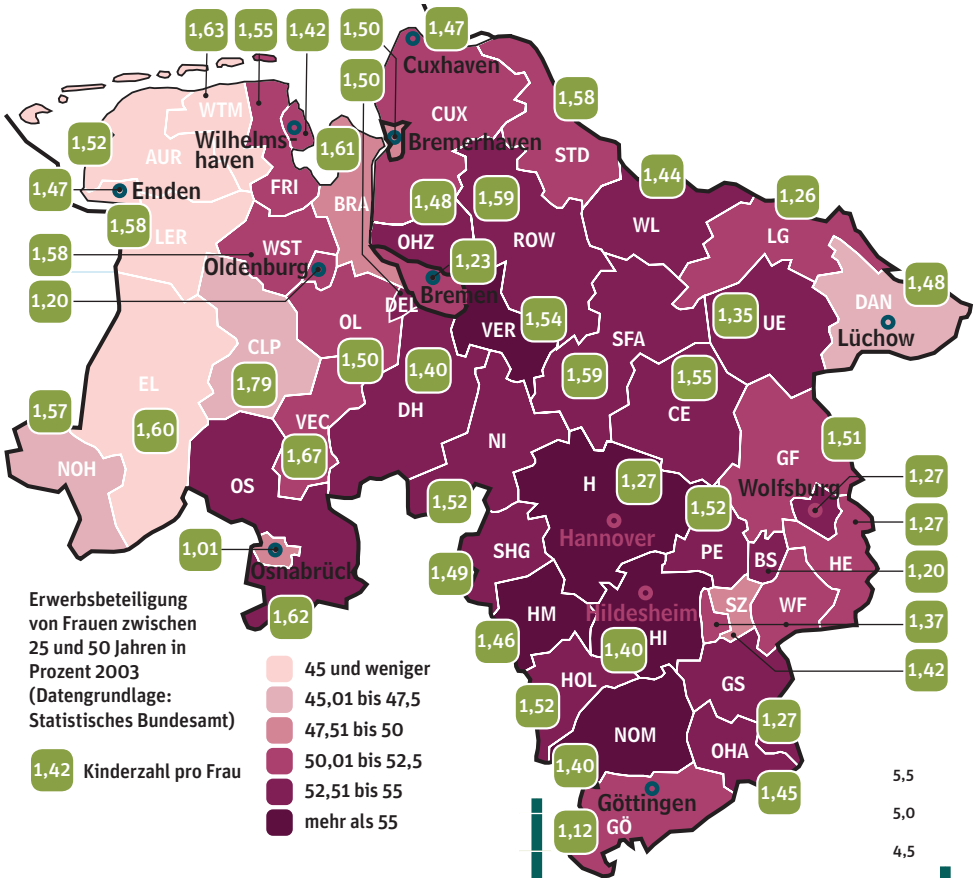 1,63
1,55
1,42
1,50
1,47
Cuxhaven
1,50
1,58
WTM
CUX
1,52
Wilhelms-
haven
1,61
Bremerhaven
AUR
STD
1,47
Emden
FRI
1,44
1,26
BRA
1,48
1,59
1,58
LER
WST
OHZ
ROW
WL
LG
1,58
Oldenburg
1,23
1,48
1,20
DEL
Bremen
DAN
OL
VER
1,54
SFA
1,35
UE
Lüchow
CLP
1,50
1,40
1,59
1,55
EL
1,79
1,57
1,60
DH
CE
VEC
NI
1,51
NOH
1,67
GF
OS
H
1,27
Wolfsburg
1,27
1,52
1,52
1,27
Hannover
1,01
SHG
PE
BS
HE
Osnabrück
1,49
1,20
Hildesheim
SZ
WF
1,62
HM
1,37
1,46
1,40
HI
1,42
HOL
GS
1,52
1,27
NOM
OHA
1,40
1,45
Göttingen
1,12
GÖ
Erwerbsbeteiligung
von Frauen zwischen
25 und 50 Jahren in
Prozent 2003
(Datengrundlage:
Statistisches Bundesamt)
1,42 Kinderzahl pro Frau
45 und weniger
45,01 bis 47,5
47,51 bis 50
50,01 bis 52,5
52,51 bis 55
mehr als 55
5,5
5,0
4,5